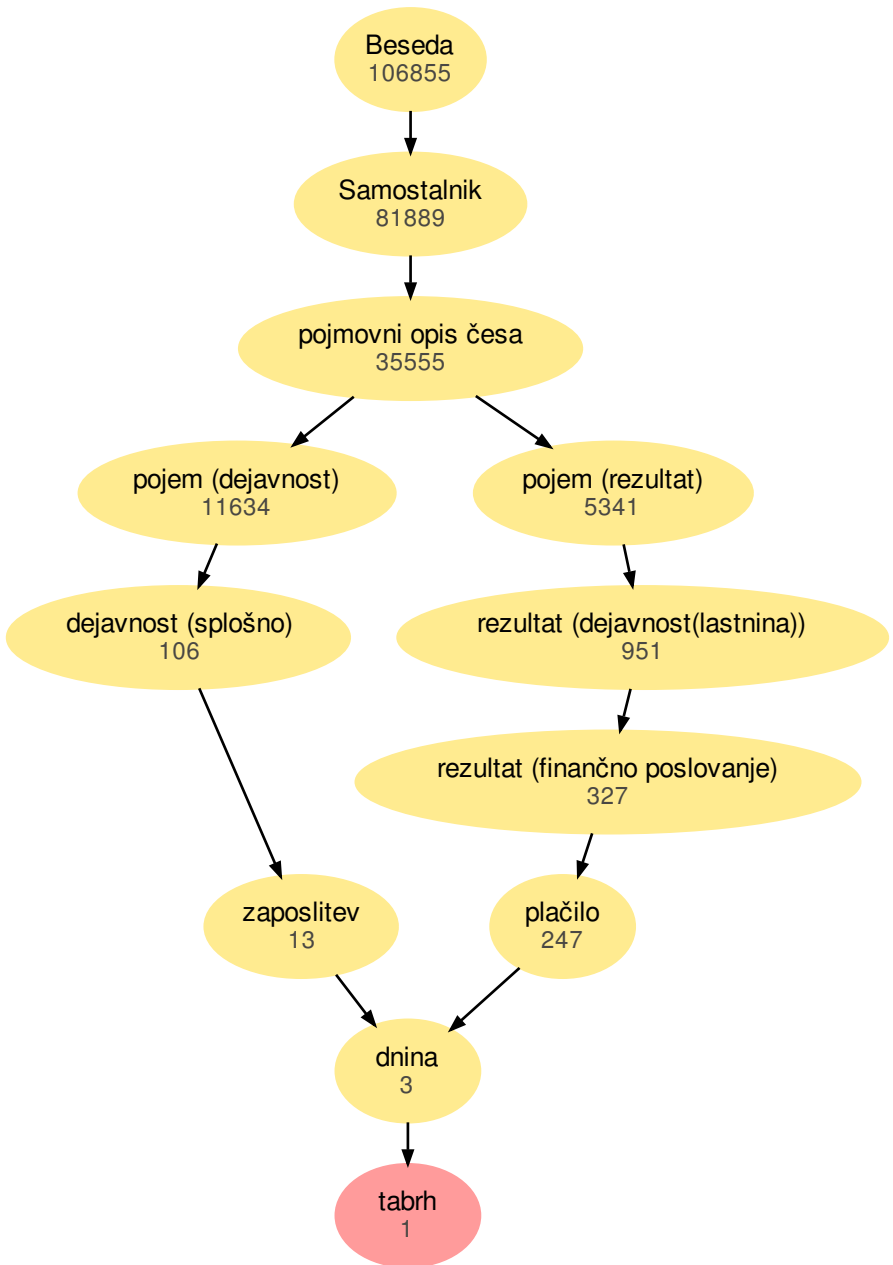 Beseda
106855
Samostalnik
81889
pojmovni opis česa
35555
pojem (dejavnost)
11634
pojem (rezultat)
5341
dejavnost (splošno)
106
rezultat (dejavnost(lastnina))
951
rezultat (finančno poslovanje)
327
zaposlitev
13
plačilo
247
dnina
3
tabrh
1